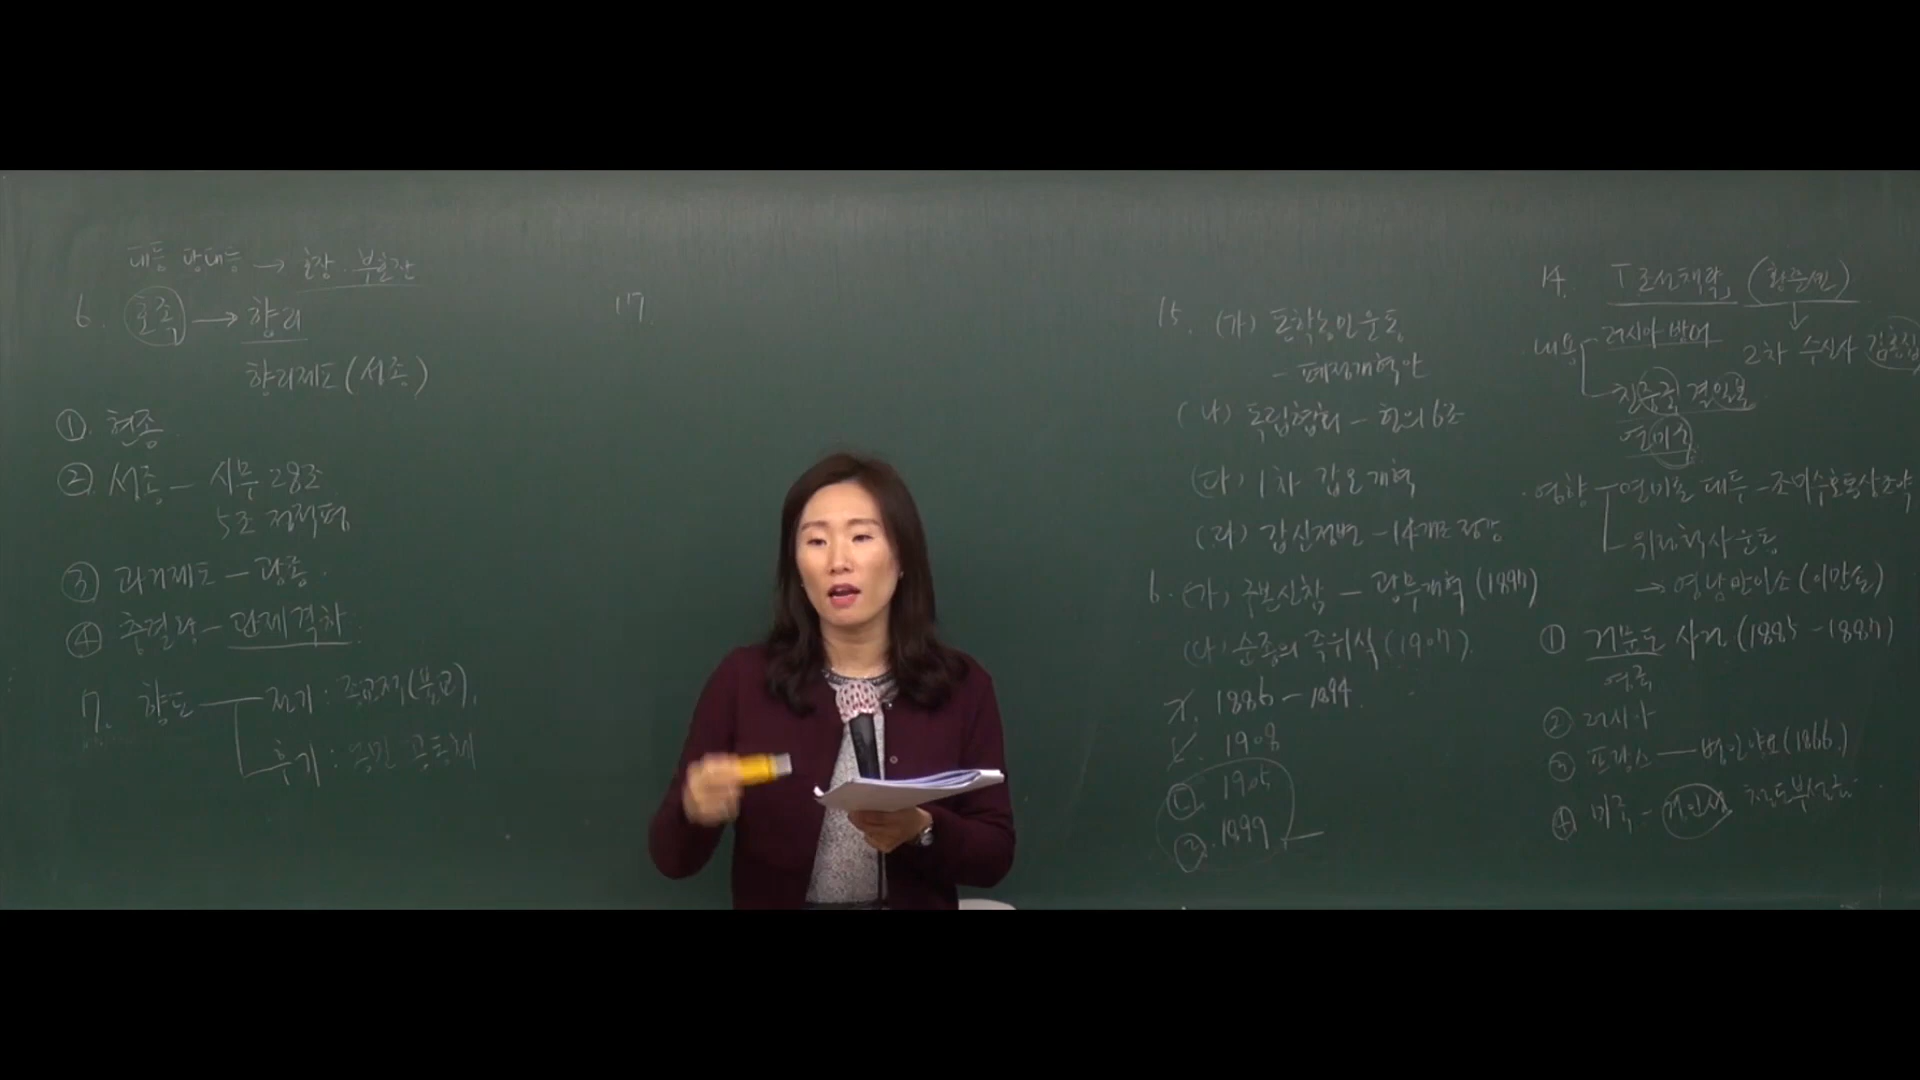 대등 당대등 → 호장. 부호장
6. 호족 → 향리
향리제도 (성종)
① 현종
② 성종 - 시무 28조
5조 정적평
③ 과거제도 - 광종.
④ 충렬왕 - 관제격하
7. 향도 - 전기 : 종교적 (불교).
후기 : 농민 공동체
17.
15. (가) 동학농민운동
- 폐정개혁안
(나) 독립협회 - 헌의 6조
(다) 1차 갑오개혁
(라) 갑신정변 - 14개조 정강
6. (가) 구본신참 - 광무개혁 (1897)
(나) 순종의 즉위식 (1907)
ㄱ. 1886 - 1894.
ㄴ. 1908
① 1905
② 1899
14. 『조선책략』 (황준셴)
↓
2차 수신사 김홍집
내용 러시아 방어
친중국 결일본
연미국
영향 - 연미론 대두 - 조미수호통상조약
위정척사 운동
→ 영남만인소 (이만손)
① 거문도 사건 (1885 - 1887)
영국
② 러시아
③ 프랑스 - 병인양요 (1866)
④ 미국 -